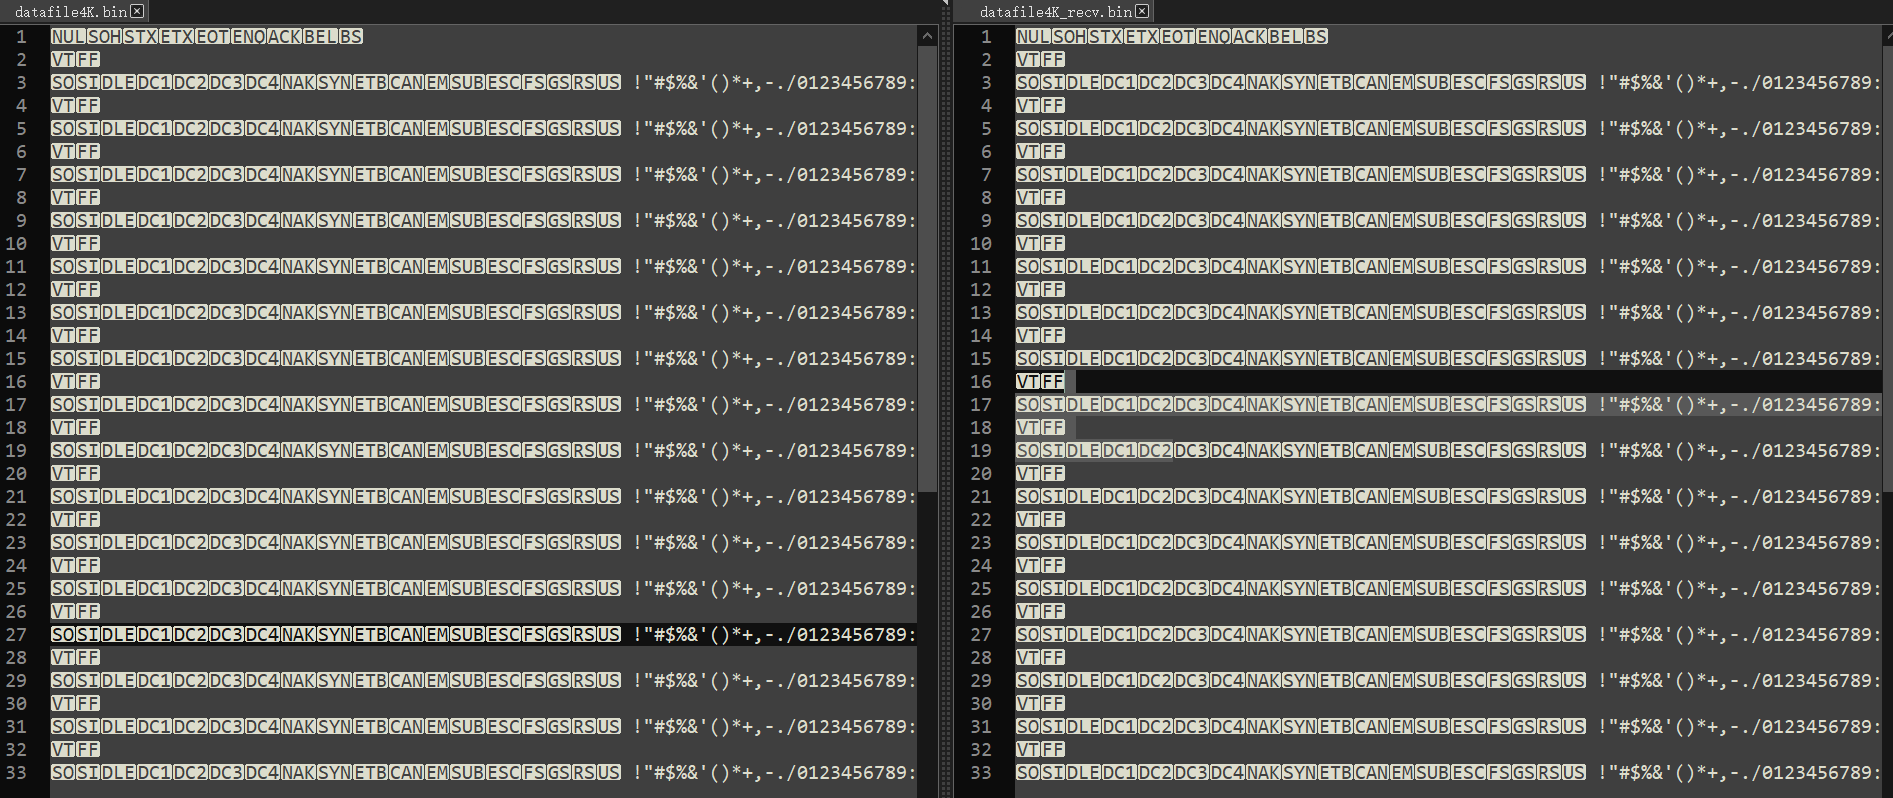 datafile4K.bin
1 NULSOHSTXETXEOTENQACKBELBS
2 VTFF
3 SOSIDLEDC1DC2DC3DC4NAKSYNETBCANEMSUBESCFSGSRSUS !"#$%&'()*+,-./0123456789:
4 VTFF
5 SOSIDLEDC1DC2DC3DC4NAKSYNETBCANEMSUBESCFSGSRSUS !"#$%&'()*+,-./0123456789:
6 VTFF
7 SOSIDLEDC1DC2DC3DC4NAKSYNETBCANEMSUBESCFSGSRSUS !"#$%&'()*+,-./0123456789:
8 VTFF
9 SOSIDLEDC1DC2DC3DC4NAKSYNETBCANEMSUBESCFSGSRSUS !"#$%&'()*+,-./0123456789:
10 VTFF
11 SOSIDLEDC1DC2DC3DC4NAKSYNETBCANEMSUBESCFSGSRSUS !"#$%&'()*+,-./0123456789:
12 VTFF
13 SOSIDLEDC1DC2DC3DC4NAKSYNETBCANEMSUBESCFSGSRSUS !"#$%&'()*+,-./0123456789:
14 VTFF
15 SOSIDLEDC1DC2DC3DC4NAKSYNETBCANEMSUBESCFSGSRSUS !"#$%&'()*+,-./0123456789:
16 VTFF
17 SOSIDLEDC1DC2DC3DC4NAKSYNETBCANEMSUBESCFSGSRSUS !"#$%&'()*+,-./0123456789:
18 VTFF
19 SOSIDLEDC1DC2DC3DC4NAKSYNETBCANEMSUBESCFSGSRSUS !"#$%&'()*+,-./0123456789:
20 VTFF
21 SOSIDLEDC1DC2DC3DC4NAKSYNETBCANEMSUBESCFSGSRSUS !"#$%&'()*+,-./0123456789:
22 VTFF
23 SOSIDLEDC1DC2DC3DC4NAKSYNETBCANEMSUBESCFSGSRSUS !"#$%&'()*+,-./0123456789:
24 VTFF
25 SOSIDLEDC1DC2DC3DC4NAKSYNETBCANEMSUBESCFSGSRSUS !"#$%&'()*+,-./0123456789:
26 VTFF
27 SOSIDLEDC1DC2DC3DC4NAKSYNETBCANEMSUBESCFSGSRSUS !"#$%&'()*+,-./0123456789:
28 VTFF
29 SOSIDLEDC1DC2DC3DC4NAKSYNETBCANEMSUBESCFSGSRSUS !"#$%&'()*+,-./0123456789:
30 VTFF
31 SOSIDLEDC1DC2DC3DC4NAKSYNETBCANEMSUBESCFSGSRSUS !"#$%&'()*+,-./0123456789:
32 VTFF
33 SOSIDLEDC1DC2DC3DC4NAKSYNETBCANEMSUBESCFSGSRSUS !"#$%&'()*+,-./0123456789:
datafile4K_recv.bin
1 NULSOHSTXETXEOTENQACKBELBS
2 VTFF
3 SOSIDLEDC1DC2DC3DC4NAKSYNETBCANEMSUBESCFSGSRSUS !"#$%&'()*+,-./0123456789:
4 VTFF
5 SOSIDLEDC1DC2DC3DC4NAKSYNETBCANEMSUBESCFSGSRSUS !"#$%&'()*+,-./0123456789:
6 VTFF
7 SOSIDLEDC1DC2DC3DC4NAKSYNETBCANEMSUBESCFSGSRSUS !"#$%&'()*+,-./0123456789:
8 VTFF
9 SOSIDLEDC1DC2DC3DC4NAKSYNETBCANEMSUBESCFSGSRSUS !"#$%&'()*+,-./0123456789:
10 VTFF
11 SOSIDLEDC1DC2DC3DC4NAKSYNETBCANEMSUBESCFSGSRSUS !"#$%&'()*+,-./0123456789:
12 VTFF
13 SOSIDLEDC1DC2DC3DC4NAKSYNETBCANEMSUBESCFSGSRSUS !"#$%&'()*+,-./0123456789:
14 VTFF
15 SOSIDLEDC1DC2DC3DC4NAKSYNETBCANEMSUBESCFSGSRSUS !"#$%&'()*+,-./0123456789:
16 VTFF
17 SOSIDLEDC1DC2DC3DC4NAKSYNETBCANEMSUBESCFSGSRSUS !"#$%&'()*+,-./0123456789:
18 VTFF
19 SOSIDLEDC1DC2DC3DC4NAKSYNETBCANEMSUBESCFSGSRSUS !"#$%&'()*+,-./0123456789:
20 VTFF
21 SOSIDLEDC1DC2DC3DC4NAKSYNETBCANEMSUBESCFSGSRSUS !"#$%&'()*+,-./0123456789:
22 VTFF
23 SOSIDLEDC1DC2DC3DC4NAKSYNETBCANEMSUBESCFSGSRSUS !"#$%&'()*+,-./0123456789:
24 VTFF
25 SOSIDLEDC1DC2DC3DC4NAKSYNETBCANEMSUBESCFSGSRSUS !"#$%&'()*+,-./0123456789:
26 VTFF
27 SOSIDLEDC1DC2DC3DC4NAKSYNETBCANEMSUBESCFSGSRSUS !"#$%&'()*+,-./0123456789:
28 VTFF
29 SOSIDLEDC1DC2DC3DC4NAKSYNETBCANEMSUBESCFSGSRSUS !"#$%&'()*+,-./0123456789:
30 VTFF
31 SOSIDLEDC1DC2DC3DC4NAKSYNETBCANEMSUBESCFSGSRSUS !"#$%&'()*+,-./0123456789:
32 VTFF
33 SOSIDLEDC1DC2DC3DC4NAKSYNETBCANEMSUBESCFSGSRSUS !"#$%&'()*+,-./0123456789: